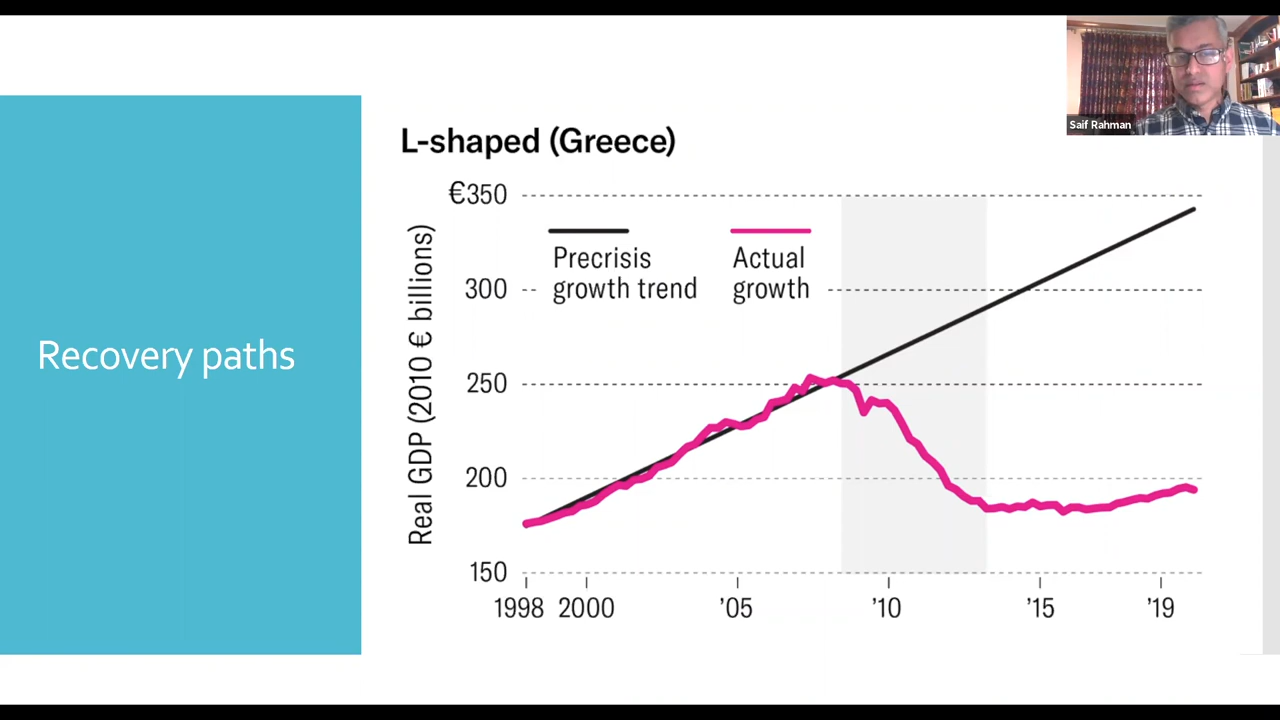 Saif Rahman
Recovery paths
L-shaped (Greece)
Real GDP (2010 € billions)
€350
300
250
200
150
Precrisis
growth trend
Actual
growth
1998 2000 ’05 ’10 ’15 ’19